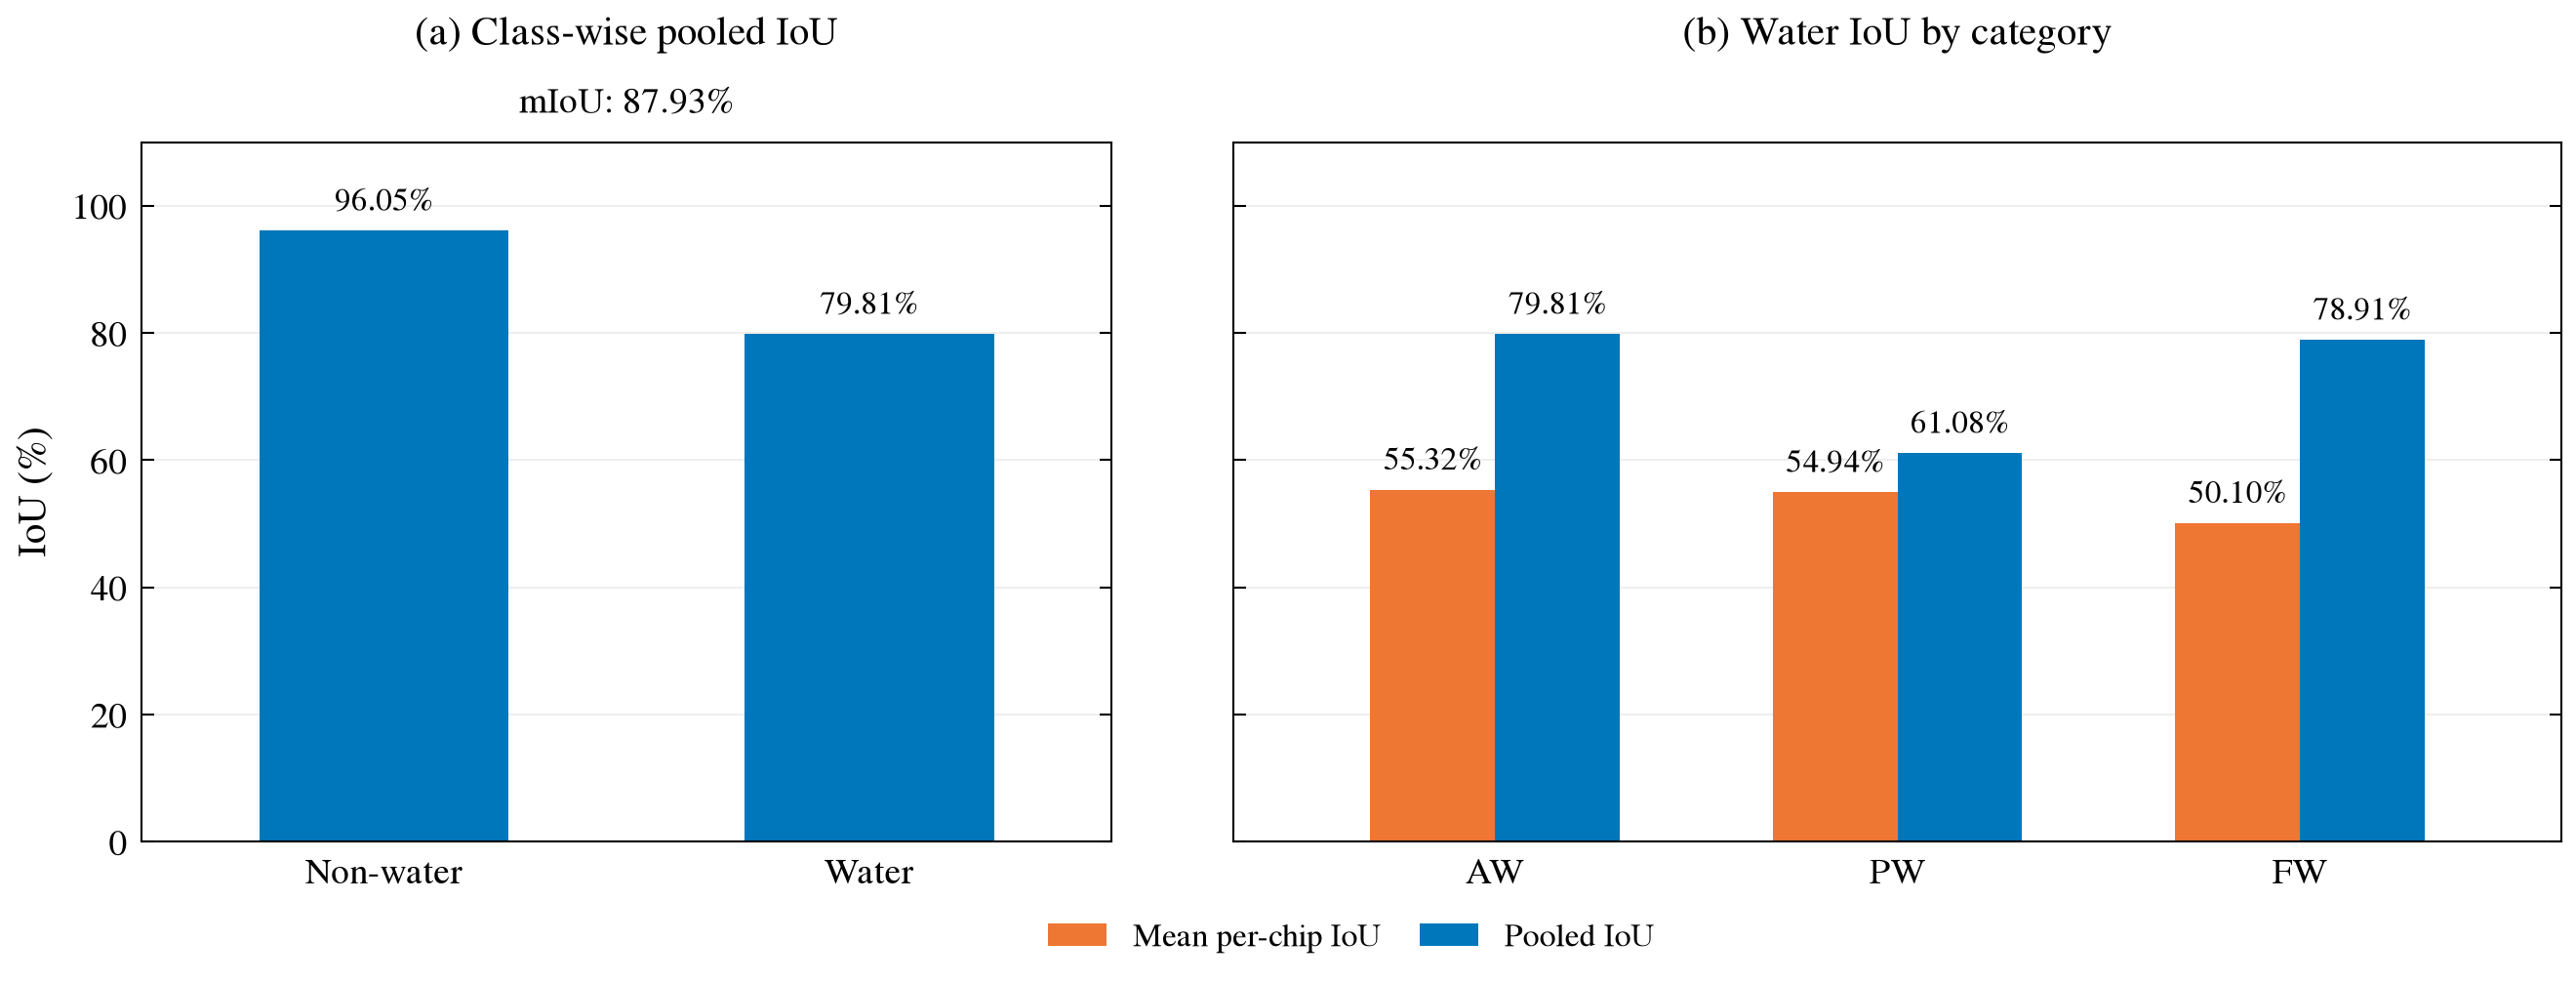 (a) Class-wise pooled IoU
mIoU: 87.93%
IoU (%)
100
80
60
40
20
0
96.05%
79.81%
Non-water
Water
(b) Water IoU by category
55.32%
79.81%
54.94%
61.08%
50.10%
78.91%
AW
PW
FW
Mean per-chip IoU
Pooled IoU